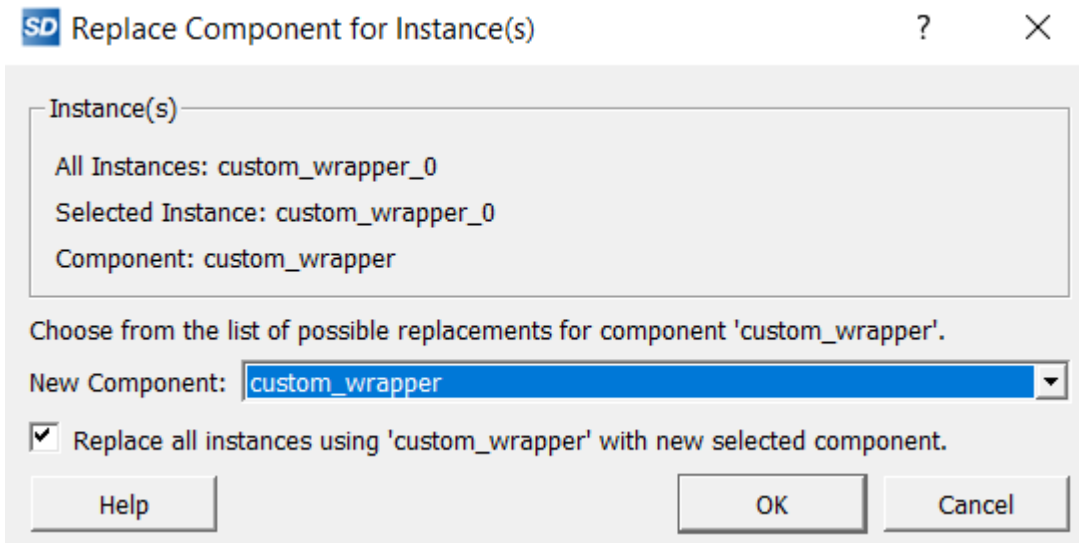 SD Replace Component for Instance(s) ?
Instance(s)
All Instances: custom_wrapper_0
Selected Instance: custom_wrapper_0
Component: custom_wrapper
Choose from the list of possible replacements for component 'custom_wrapper'.
New Component: custom_wrapper
Replace all instances using 'custom_wrapper' with new selected component.
Help OK Cancel